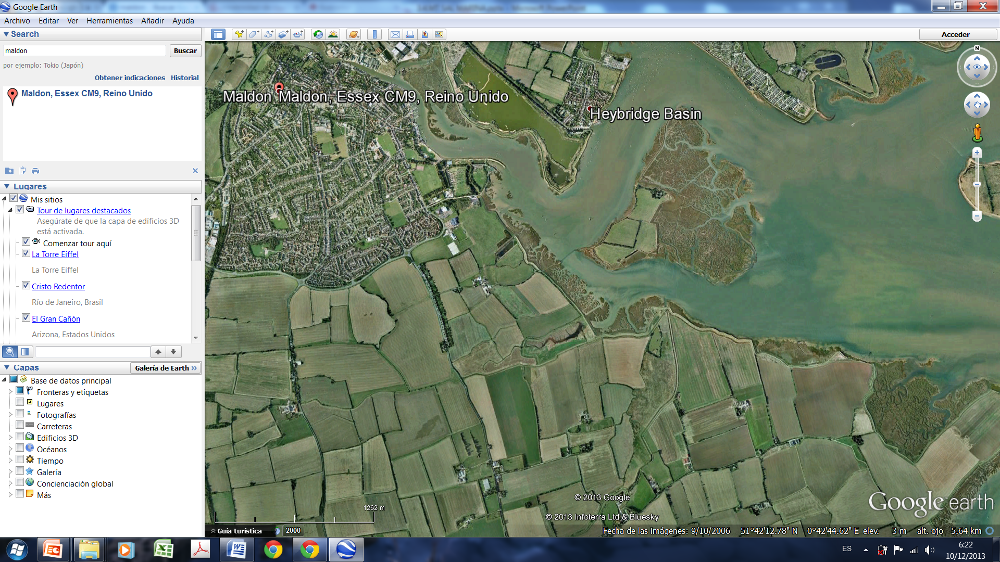 Google Earth
Archivo Editar Ver Herramientas Añadir Ayuda
Search
maldon
Buscar
por ejemplo: Tokio (Japón)
Obtener indicaciones Historial
Maldon, Essex CM9, Reino Unido
Lugares
Mis sitios
Tour de lugares destacados
Asegúrate de que la capa de edificios 3D
está activada.
Comenzar tour aquí
La Torre Eiffel
La Torre Eiffel
Cristo Redentor
Río de Janeiro, Brasil
El Gran Cañón
Arizona, Estados Unidos
Capas
Galería de Earth »
Base de datos principal
Fronteras y etiquetas
Lugares
Fotografías
Carreteras
Edificios 3D
Océanos
Tiempo
Galería
Concienciación global
Más
Acceder
N
Maldon Maldon, Essex CM9, Reino Unido
Heybridge Basin
© 2013 Google
© 2013 Infoterra Ltd & Bluesky
Google earth
1262 m
Guía turística
2000
Fecha de las imágenes: 9/10/2006 51°42'12.78" N 0°42'44.62" E elev. 3 m alt. ojo 5.64 km
ES
6:22
10/12/2013